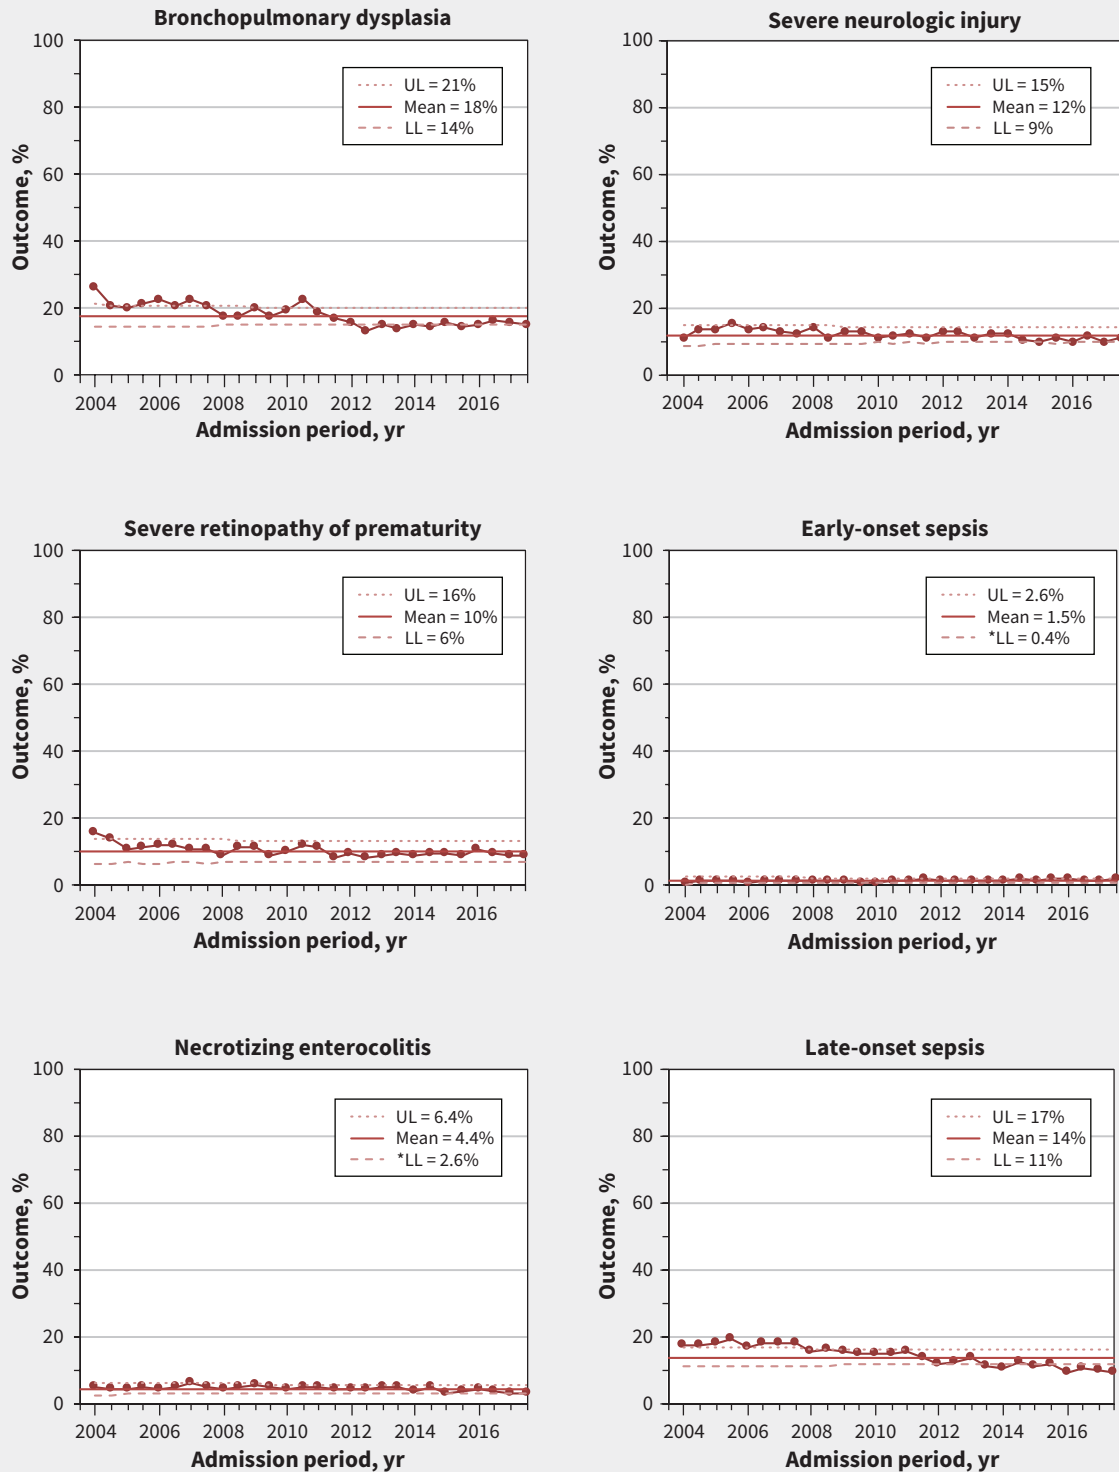 Bronchopulmonary dysplasia
100
80
60
40
20
0
Outcome, %
UL = 21%
Mean = 18%
LL = 14%
2004 2006 2008 2010 2012 2014 2016
Admission period, yr
Severe neurologic injury
100
80
60
40
20
0
Outcome, %
UL = 15%
Mean = 12%
LL = 9%
2004 2006 2008 2010 2012 2014 2016
Admission period, yr
Severe retinopathy of prematurity
100
80
60
40
20
0
Outcome, %
UL = 16%
Mean = 10%
LL = 6%
2004 2006 2008 2010 2012 2014 2016
Admission period, yr
Early-onset sepsis
100
80
60
40
20
0
Outcome, %
UL = 2.6%
Mean = 1.5%
*LL = 0.4%
2004 2006 2008 2010 2012 2014 2016
Admission period, yr
Necrotizing enterocolitis
100
80
60
40
20
0
Outcome, %
UL = 6.4%
Mean = 4.4%
*LL = 2.6%
2004 2006 2008 2010 2012 2014 2016
Admission period, yr
Late-onset sepsis
100
80
60
40
20
0
Outcome, %
UL = 17%
Mean = 14%
LL = 11%
2004 2006 2008 2010 2012 2014 2016
Admission period, yr